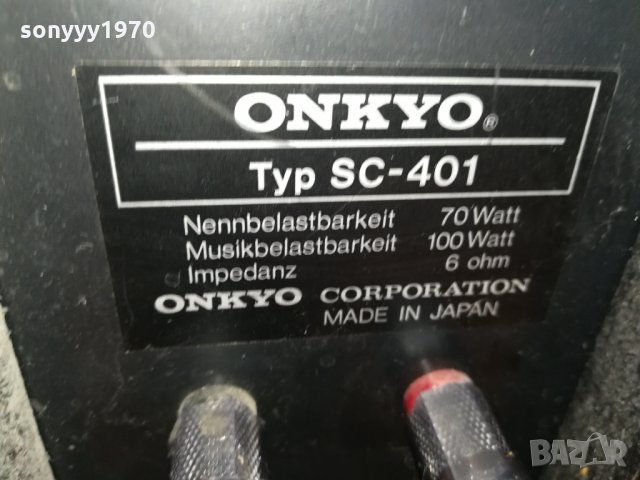 sonyyy1970
ONKYO®
Typ SC-401
Nennbelastbarkeit 70 Watt
Musikbelastbarkeit 100 Watt
Impedanz 6 ohm
ONKYO CORPORATION
MADE IN JAPAN
BAZAR